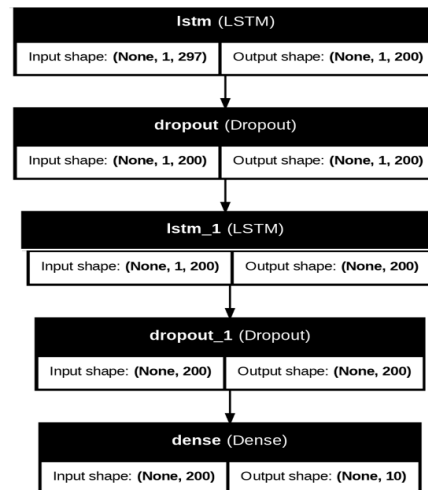 lstm (LSTM)
Input shape: (None, 1, 297) Output shape: (None, 1, 200)
dropout (Dropout)
Input shape: (None, 1, 200) Output shape: (None, 1, 200)
lstm_1 (LSTM)
Input shape: (None, 1, 200) Output shape: (None, 200)
dropout_1 (Dropout)
Input shape: (None, 200) Output shape: (None, 200)
dense (Dense)
Input shape: (None, 200) Output shape: (None, 10)